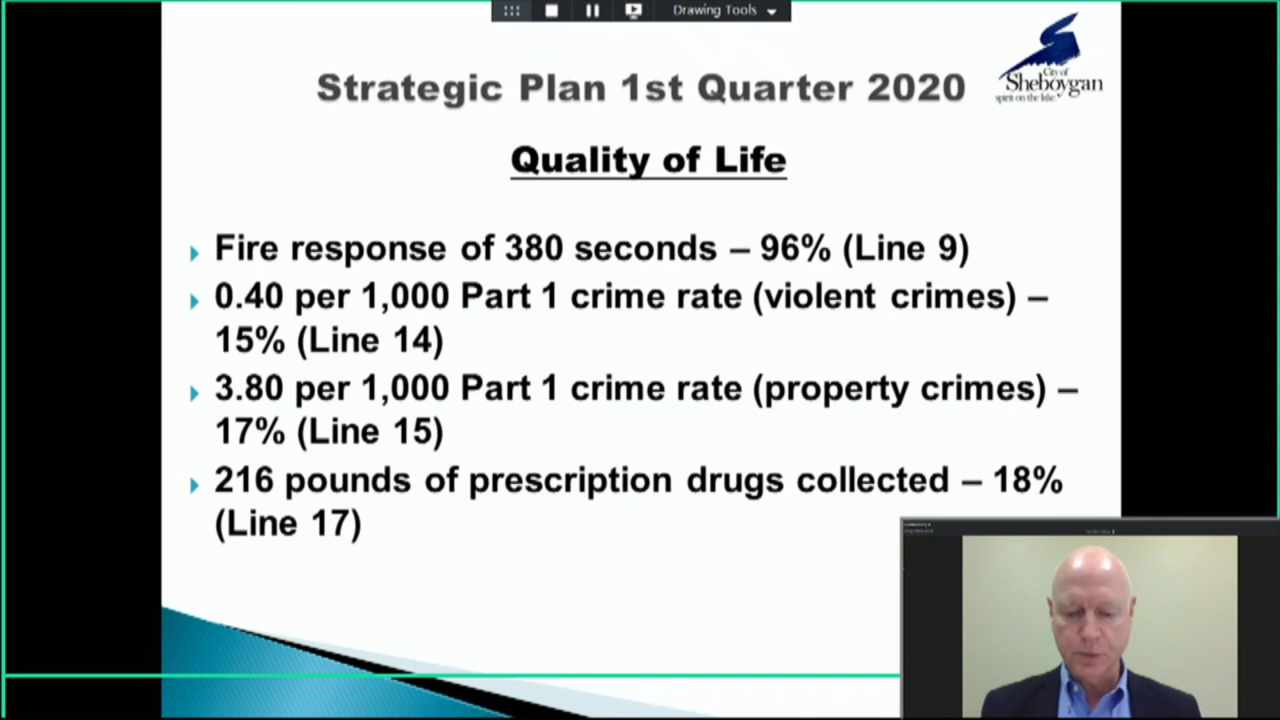 Drawing Tools
City of
Sheboygan
spirit on the lake.
Strategic Plan 1st Quarter 2020
Quality of Life
Fire response of 380 seconds – 96% (Line 9)
0.40 per 1,000 Part 1 crime rate (violent crimes) –
15% (Line 14)
3.80 per 1,000 Part 1 crime rate (property crimes) –
17% (Line 15)
216 pounds of prescription drugs collected – 18%
(Line 17)